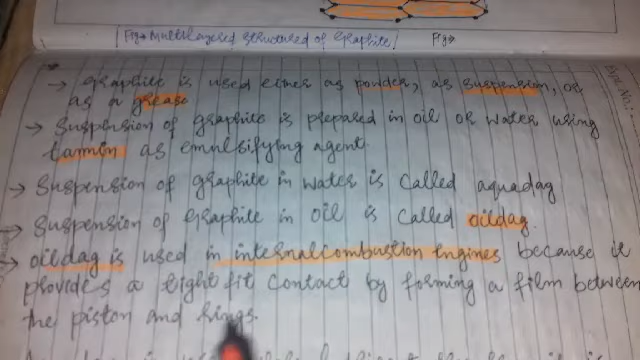 Fig→ Multilayered structured of Graphite
Fig→
→ Graphite is used either as powder, as suspension, or
as a grease
→ Suspension of graphite is prepared in oil or water using
tannin as emulsifying agent.
→ Suspension of graphite in water is called aquadag
→ Suspension of Graphite in oil is called oildag.
→ oildag is used in internal combustion engines because it
provides a tight fit contact by forming a film between
the piston and rings.